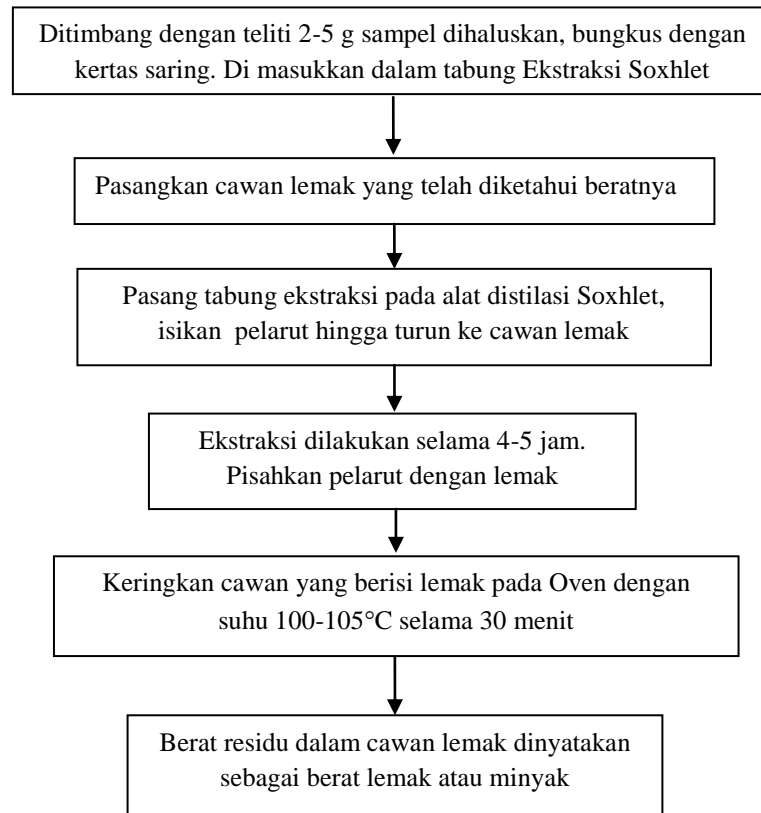 Ditimbang dengan teliti 2-5 g sampel dihaluskan, bungkus dengan
kertas saring. Di masukkan dalam tabung Ekstraksi Soxhlet
Pasangkan cawan lemak yang telah diketahui beratnya
Pasang tabung ekstraksi pada alat distilasi Soxhlet,
isikan pelarut hingga turun ke cawan lemak
Ekstraksi dilakukan selama 4-5 jam.
Pisahkan pelarut dengan lemak
Keringkan cawan yang berisi lemak pada Oven dengan
suhu 100-105°C selama 30 menit
Berat residu dalam cawan lemak dinyatakan
sebagai berat lemak atau minyak